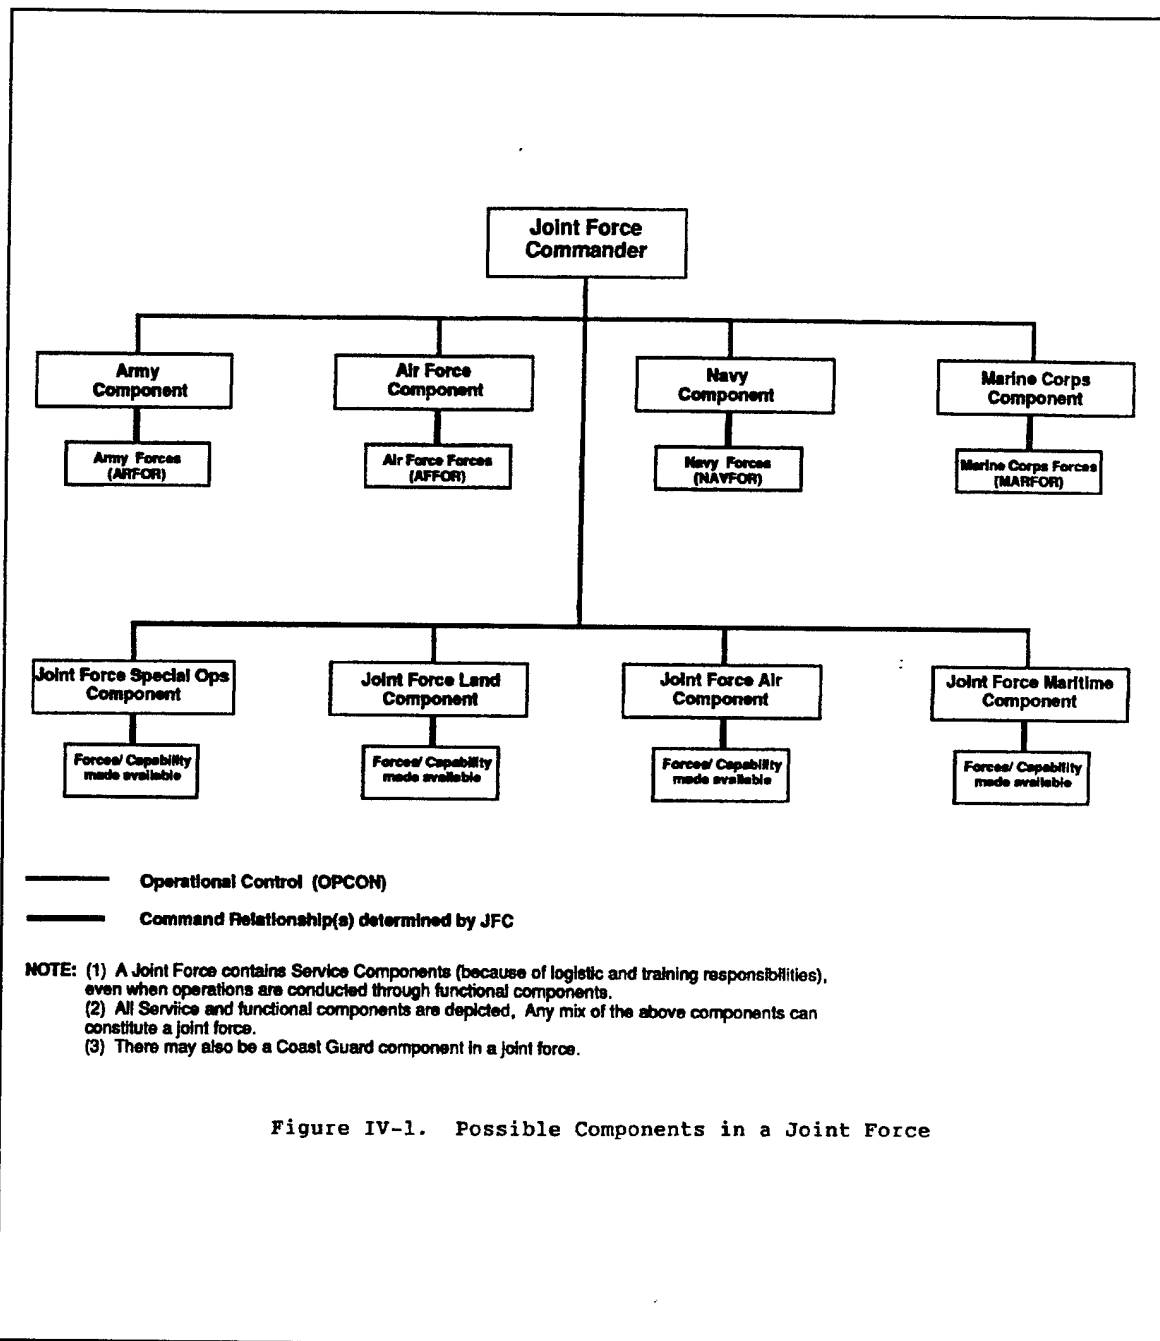 Joint Force
Commander
Army
Component
Air Force
Component
Navy
Component
Marine Corps
Component
Army Forces
(ARFOR)
Air Force Forces
(AFFOR)
Navy Forces
(NAVFOR)
Marine Corps Forces
(MARFOR)
Joint Force Special Ops
Component
Joint Force Land
Component
Joint Force Air
Component
Joint Force Maritime
Component
Forces/ Capability
made available
Forces/ Capability
made available
Forces/ Capability
made available
Forces/ Capability
made available
Operational Control (OPCON)
Command Relationship(s) determined by JFC
NOTE: (1) A Joint Force contains Service Components (because of logistic and training responsibilities),
even when operations are conducted through functional components.
(2) All Serviice and functional components are depicted, Any mix of the above components can
constitute a joint force.
(3) There may also be a Coast Guard component in a joint force.
Figure IV-1. Possible Components in a Joint Force